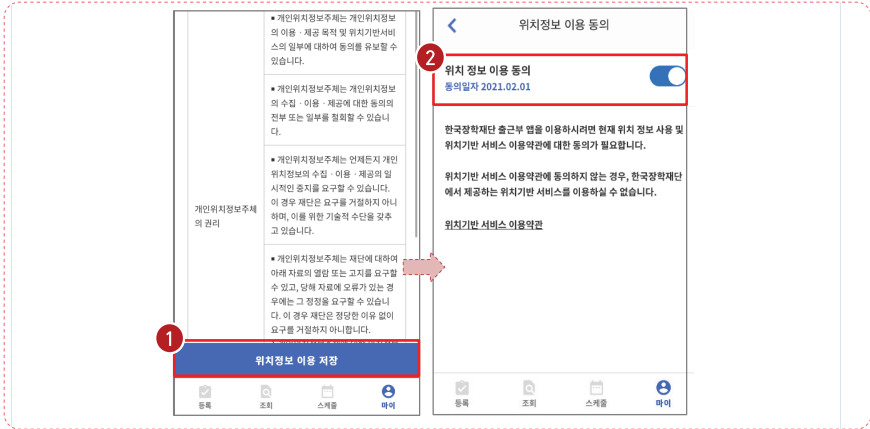 ■ 개인위치정보주체는 개인위치정보
의 이용 · 제공 목적 및 위치기반서비
스의 일부에 대하여 동의를 유보할 수
있습니다.
■ 개인위치정보주체는 개인위치정보
의 수집 · 이용 · 제공에 대한 동의의
전부 또는 일부를 철회할 수 있습니
다.
■ 개인위치정보주체는 언제든지 개인
위치정보의 수집 · 이용 · 제공의 일
시적인 중지를 요구할 수 있습니다.
이 경우 재단은 요구를 거절하지 아니
하며, 이를 위한 기술적 수단을 갖추
고 있습니다.
개인위치정보주체
의 권리
■ 개인위치정보주체는 재단에 대하여
아래 자료의 열람 또는 고지를 요구할
수 있고, 당해 자료에 오류가 있는 경
우에는 그 정정을 요구할 수 있습니
다. 이 경우 재단은 정당한 이유 없이
요구를 거절하지 아니합니다.
1
위치정보 이용 저장
등록 조회 스케줄 마이
위치정보 이용 동의
2
위치 정보 이용 동의
동의일자 2021.02.01
한국장학재단 출근부 앱을 이용하시려면 현재 위치 정보 사용 및
위치기반 서비스 이용약관에 대한 동의가 필요합니다.
위치기반 서비스 이용약관에 동의하지 않는 경우, 한국장학재단
에서 제공하는 위치기반 서비스를 이용하실 수 없습니다.
위치기반 서비스 이용약관
등록 조회 스케줄 마이